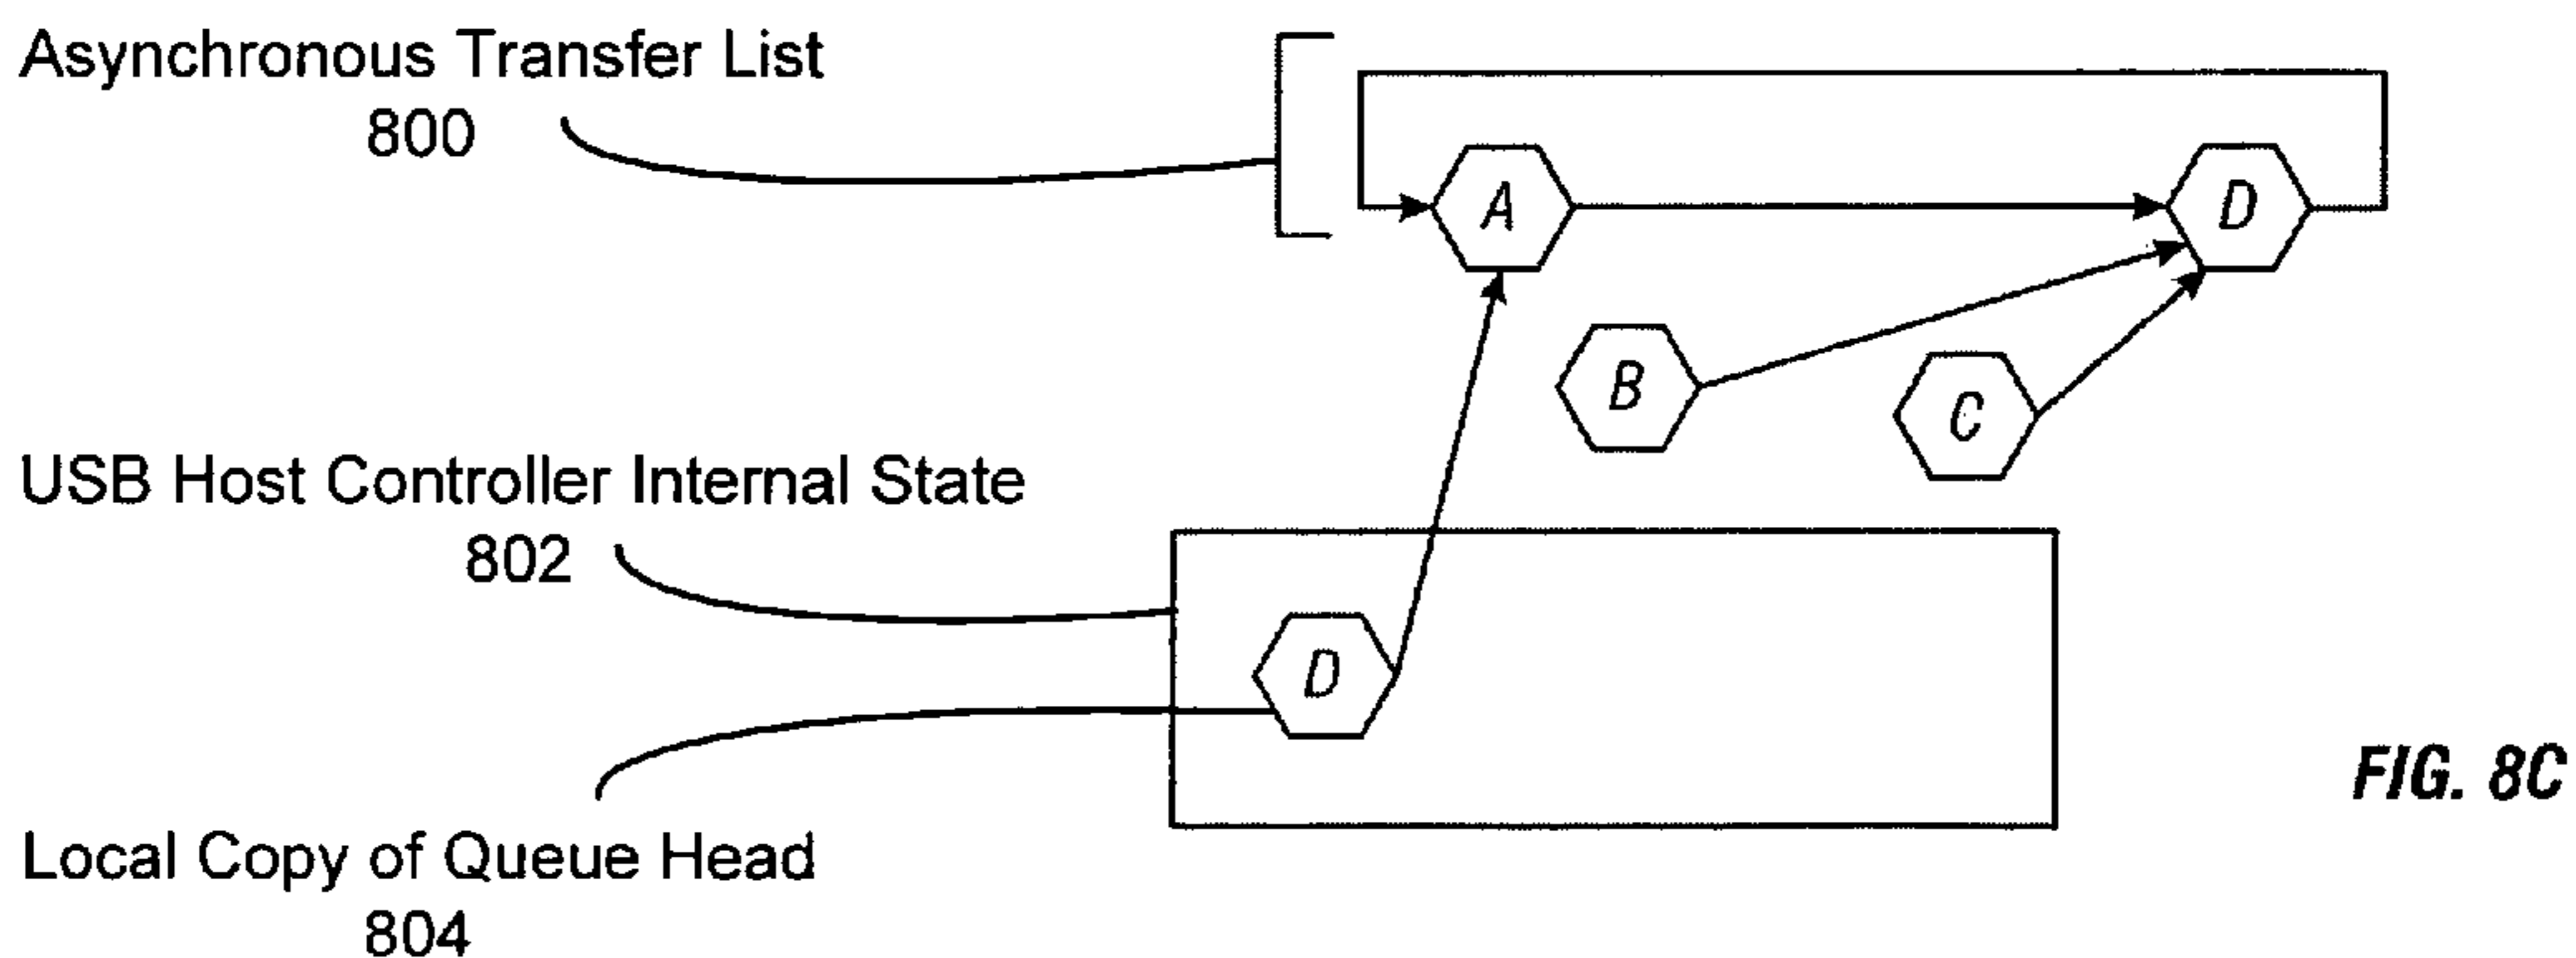 Asynchronous Transfer List
800
A
D
B
C
USB Host Controller Internal State
802
D
FIG. 8C
Local Copy of Queue Head
804